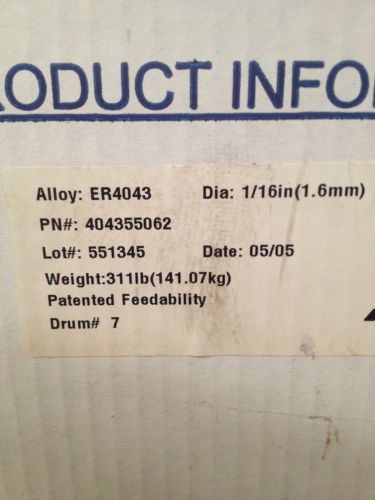 RODUCT INFO
Alloy: ER4043 Dia: 1/16in(1.6mm)
PN#: 404355062
Lot#: 551345 Date: 05/05
Weight:311lb(141.07kg)
Patented Feedability
Drum# 7